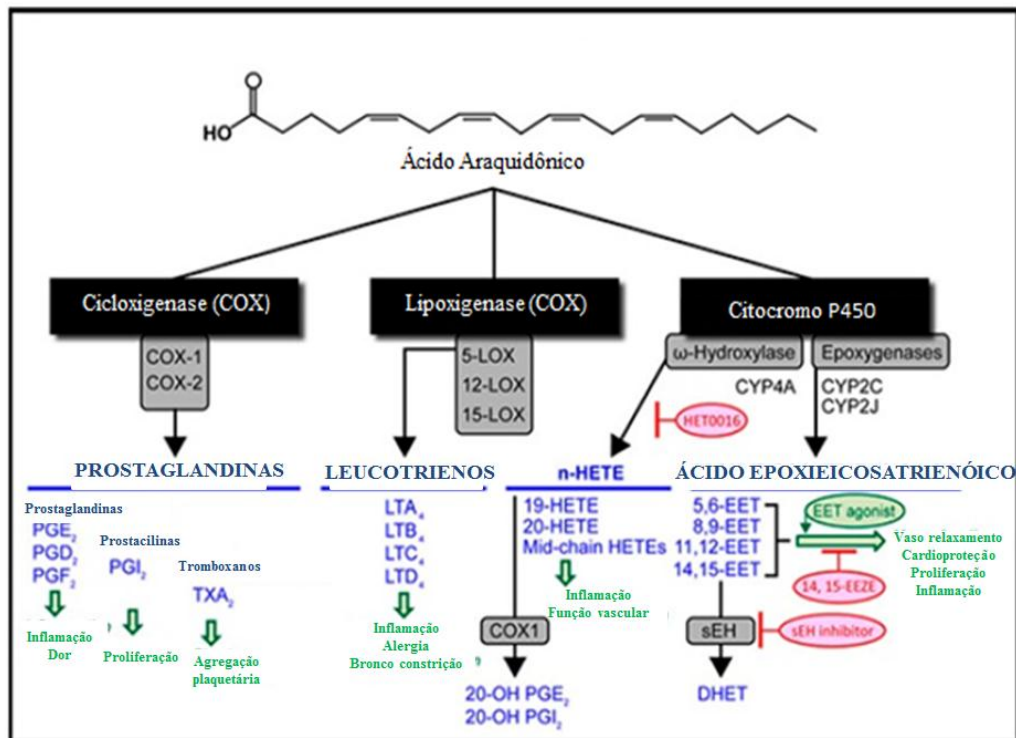 O
HO
Ácido Araquidônico
Cicloxigenase (COX)
Lipoxigenase (COX)
Citocromo P450
COX-1
COX-2
5-LOX
12-LOX
15-LOX
ω-Hydroxylase
Epoxygenases
CYP4A
CYP2C
CYP2J
HET0016
PROSTAGLANDINAS
LEUCOTRIENOS
n-HETE
ÁCIDO EPOXIEICOSATRIENÓICO
Prostaglandinas
PGE2
PGD2
PGF2
Inflamação
Dor
Prostacilinas
PGI2
Proliferação
Tromboxanos
TXA2
Agregação
plaquetária
LTA4
LTB4
LTC4
LTD4
Inflamação
Alergia
Bronco constrição
19-HETE
20-HETE
Mid-chain HETEs
Inflamação
Função vascular
COX1
20-OH PGE2
20-OH PGI2
5,6-EET
8,9-EET
11,12-EET
14,15-EET
EET agonist
Vaso relaxamento
Cardioproteção
Proliferação
Inflamação
14, 15-EEZE
sEH
sEH inhibitor
DHET